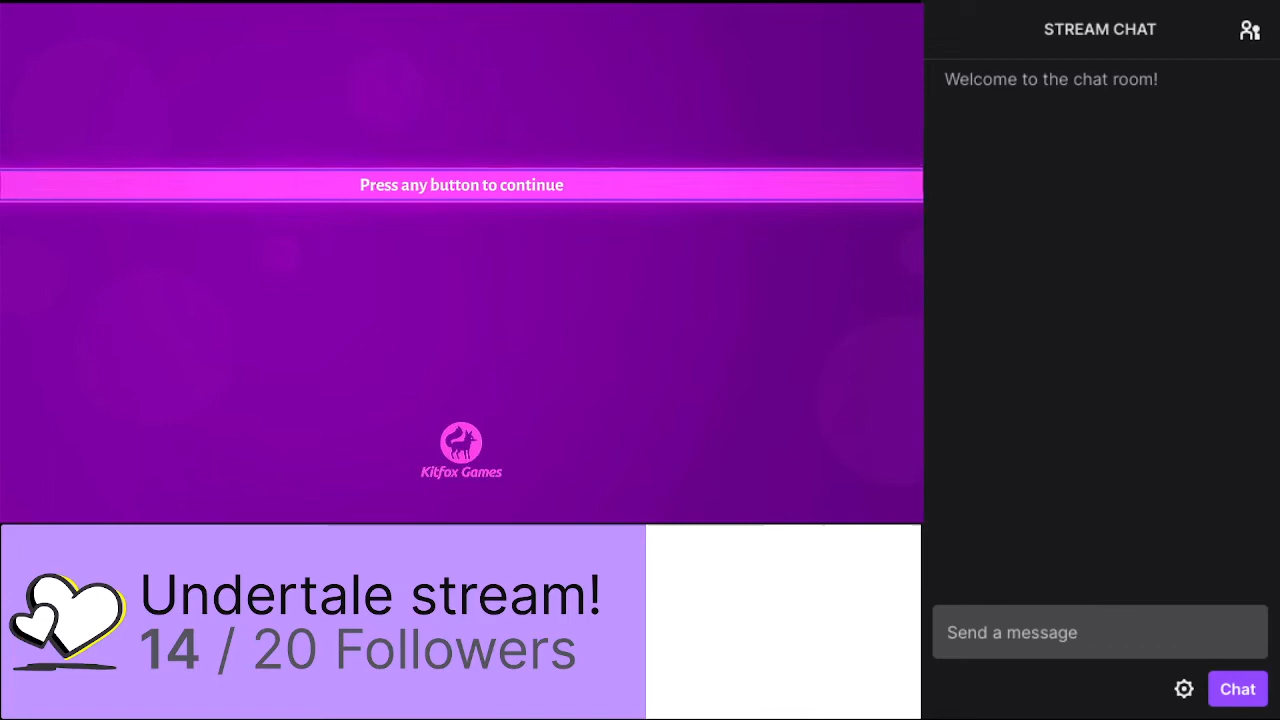 STREAM CHAT
Welcome to the chat room!
Press any button to continue
Kitfox Games
Undertale stream!
14 / 20 Followers
Send a message
Chat